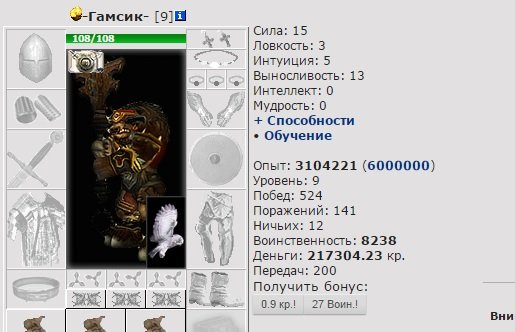 -Гамсик- [9] i
108/108
Сила: 15
Ловкость: 3
Интуиция: 5
Выносливость: 13
Интеллект: 0
Мудрость: 0
+ Способности
• Обучение
Опыт: 3104221 (6000000)
Уровень: 9
Побед: 524
Поражений: 141
Ничьих: 12
Воинственность: 8238
Деньги: 217304.23 кр.
Передач: 200
Получить бонус:
0.9 кр.! 27 Воин.!
Вни